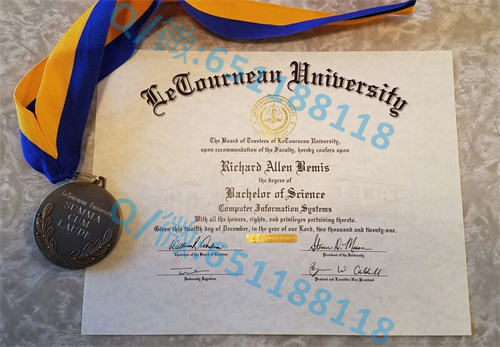 LeTourneau University
The Board of Trustees of LeTourneau University,
upon recommendation of the Faculty, hereby confers upon
Richard Allen Bemis
the degree of
Bachelor of Science
Computer Information Systems
With all the honors, rights, and privileges pertaining thereto.
Given this twelfth day of December, in the year of our Lord, two thousand and twenty-one.
Chairman of the Board of Trustees
President of the University
University Registrar
Provost and Executive Vice President
LeTourneau University
SUMMA
CUM
LAUDE
Q/微:651188118
Q/微:651188118